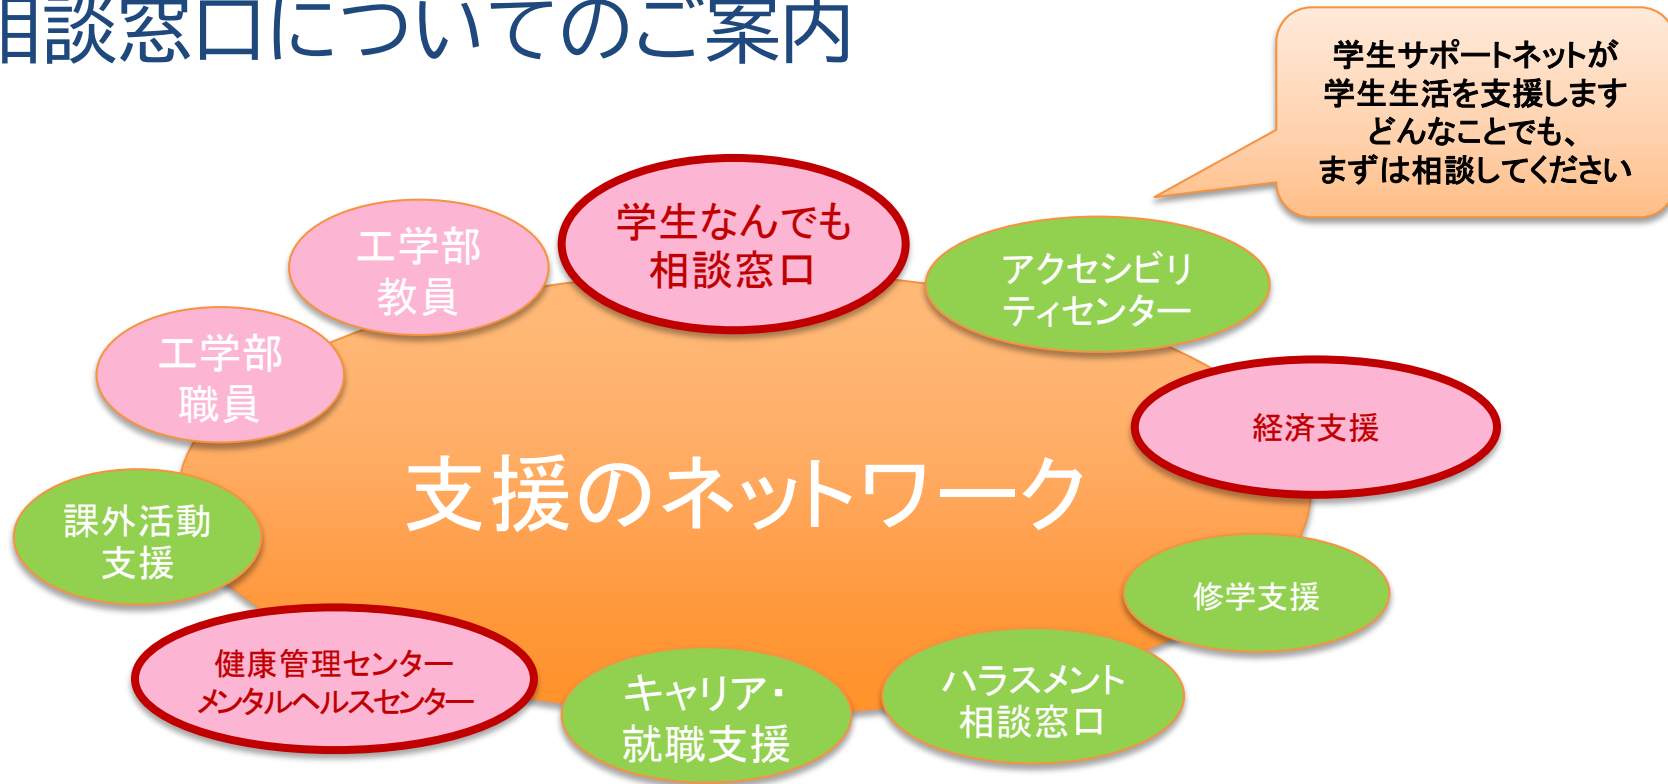 相談窓口についてのご案内
学生サポートネットが
学生生活を支援します
どんなことでも、
まずは相談してください
学生なんでも
相談窓口
工学部
教員
アクセシビリ
ティセンター
工学部
職員
経済支援
支援のネットワーク
課外活動
支援
修学支援
健康管理センター
メンタルヘルスセンター
キャリア・
就職支援
ハラスメント
相談窓口